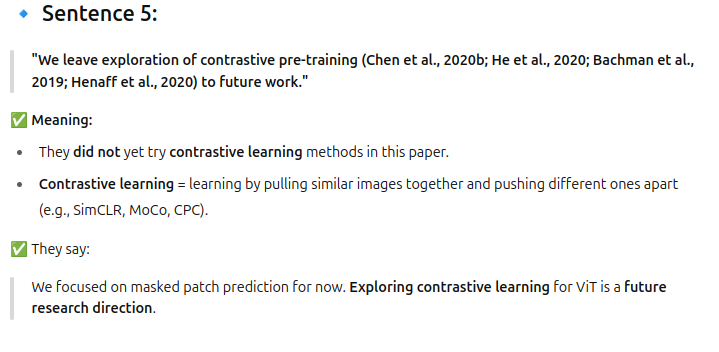 🔹 Sentence 5:
"We leave exploration of contrastive pre-training (Chen et al., 2020b; He et al., 2020; Bachman et al.,
2019; Henaff et al., 2020) to future work."
✅ Meaning:
• They did not yet try contrastive learning methods in this paper.
• Contrastive learning = learning by pulling similar images together and pushing different ones apart
(e.g., SimCLR, MoCo, CPC).
✅ They say:
We focused on masked patch prediction for now. Exploring contrastive learning for ViT is a future
research direction.